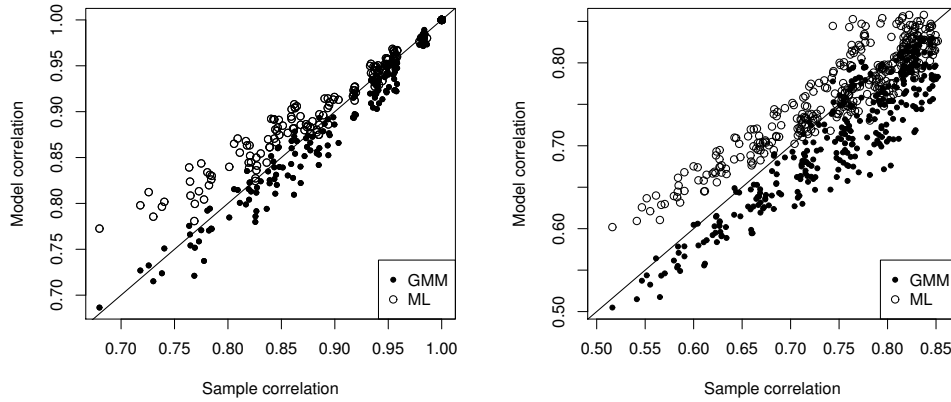 1.00
0.95
0.90
0.85
0.80
0.75
0.70
Model correlation
GMM
ML
0.70 0.75 0.80 0.85 0.90 0.95 1.00
Sample correlation
0.80
0.70
0.60
0.50
Model correlation
GMM
ML
0.50 0.55 0.60 0.65 0.70 0.75 0.80 0.85
Sample correlation